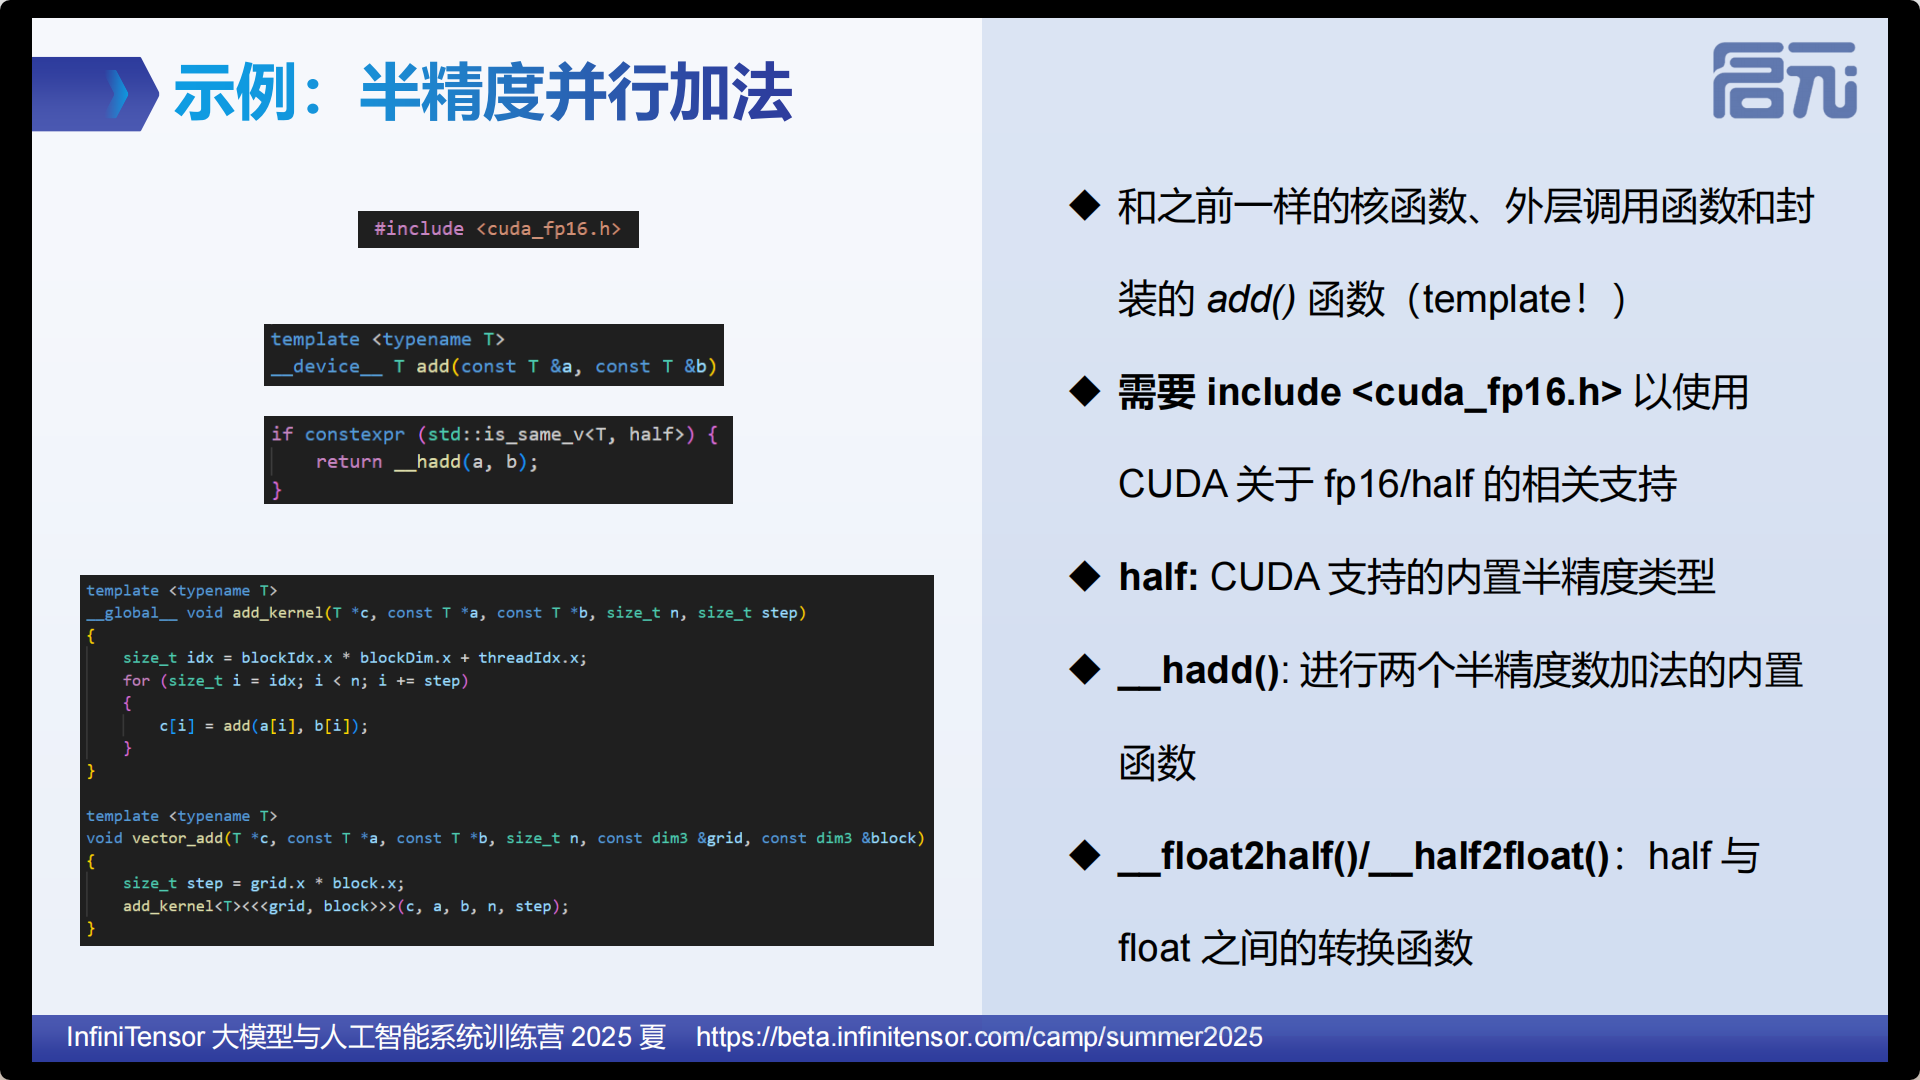 示例：半精度并行加法
启元
#include <cuda_fp16.h>
template <typename T>
__device__ T add(const T &a, const T &b)
if constexpr (std::is_same_v<T, half>) {
    return __hadd(a, b);
}
template <typename T>
__global__ void add_kernel(T *c, const T *a, const T *b, size_t n, size_t step)
{
    size_t idx = blockIdx.x * blockDim.x + threadIdx.x;
    for (size_t i = idx; i < n; i += step)
    {
        c[i] = add(a[i], b[i]);
    }
}
template <typename T>
void vector_add(T *c, const T *a, const T *b, size_t n, const dim3 &grid, const dim3 &block)
{
    size_t step = grid.x * block.x;
    add_kernel<T><<<grid, block>>>(c, a, b, n, step);
}
◆ 和之前一样的核函数、外层调用函数和封
装的 add() 函数（template！）
◆ 需要 include <cuda_fp16.h> 以使用
CUDA 关于 fp16/half 的相关支持
◆ half: CUDA 支持的内置半精度类型
◆ __hadd(): 进行两个半精度数加法的内置
函数
◆ __float2half()/__half2float()：half 与
float 之间的转换函数
InfiniTensor 大模型与人工智能系统训练营 2025 夏 https://beta.infinitensor.com/camp/summer2025